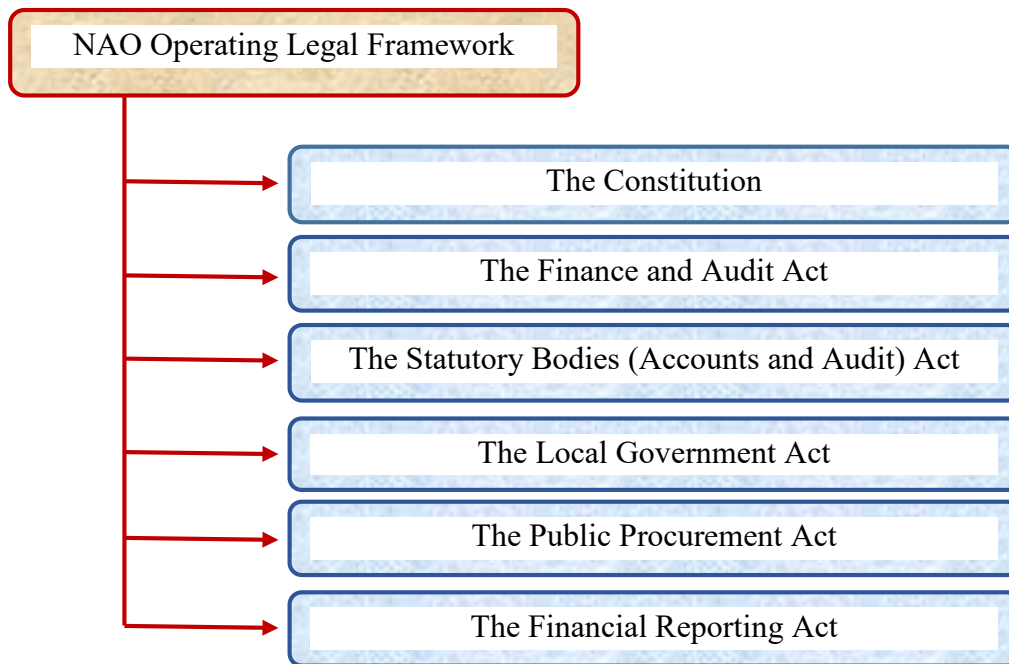 NAO Operating Legal Framework
The Constitution
The Finance and Audit Act
The Statutory Bodies (Accounts and Audit) Act
The Local Government Act
The Public Procurement Act
The Financial Reporting Act